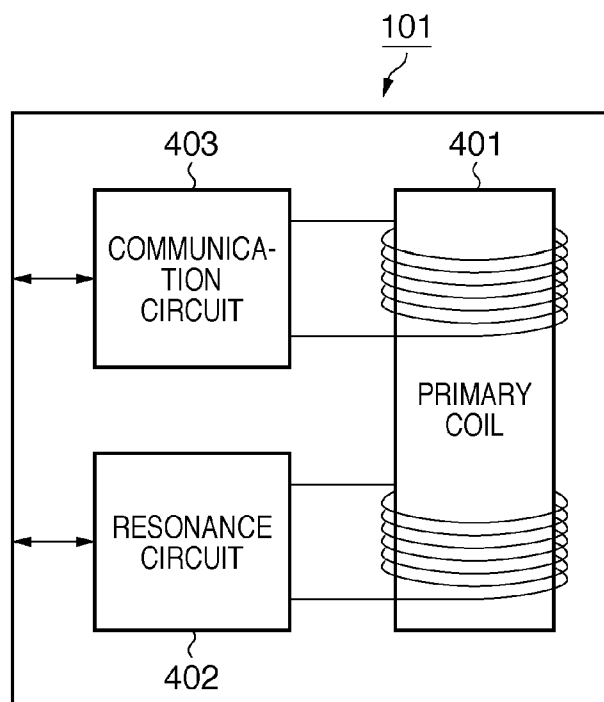 101
403
401
COMMUNICA-
TION
CIRCUIT
PRIMARY
COIL
RESONANCE
CIRCUIT
402